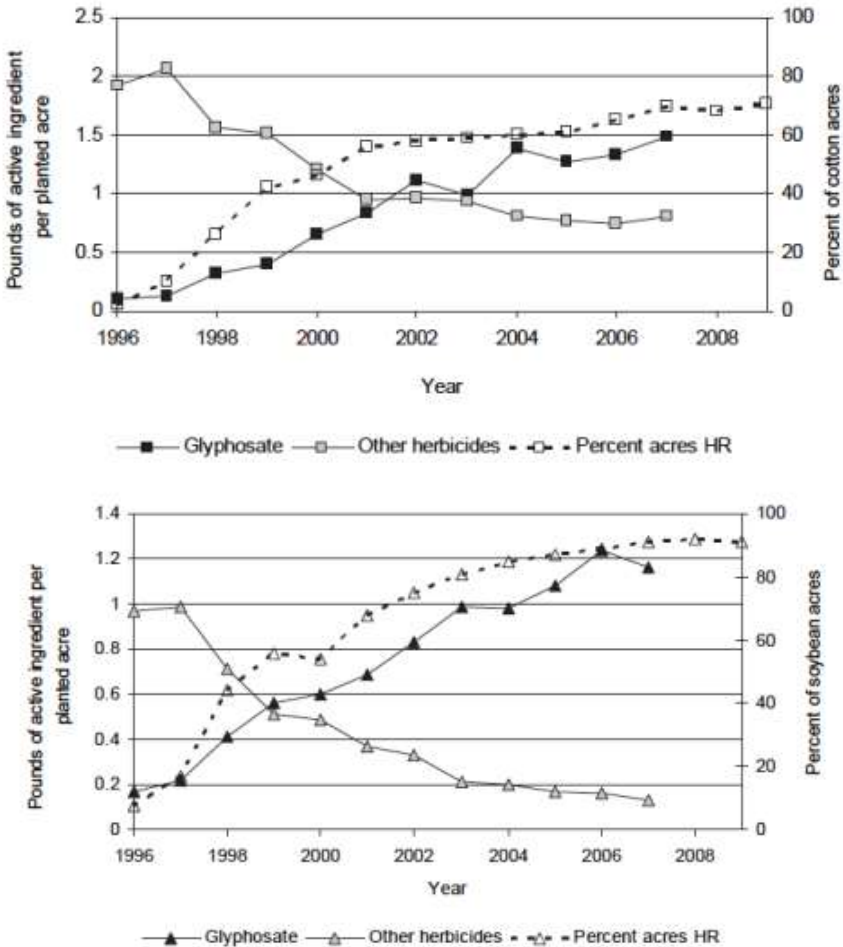 2.5
2
1.5
1
0.5
0
100
80
60
40
20
0
Pounds of active ingredient
per planted acre
Percent of cotton acres
1996 1998 2000 2002 2004 2006 2008
Year
Glyphosate Other herbicides Percent acres HR
1.4
1.2
1
0.8
0.6
0.4
0.2
0
100
80
60
40
20
0
Pounds of active ingredient per
planted acre
Percent of soybean acres
1996 1998 2000 2002 2004 2006 2008
Year
Glyphosate Other herbicides Percent acres HR